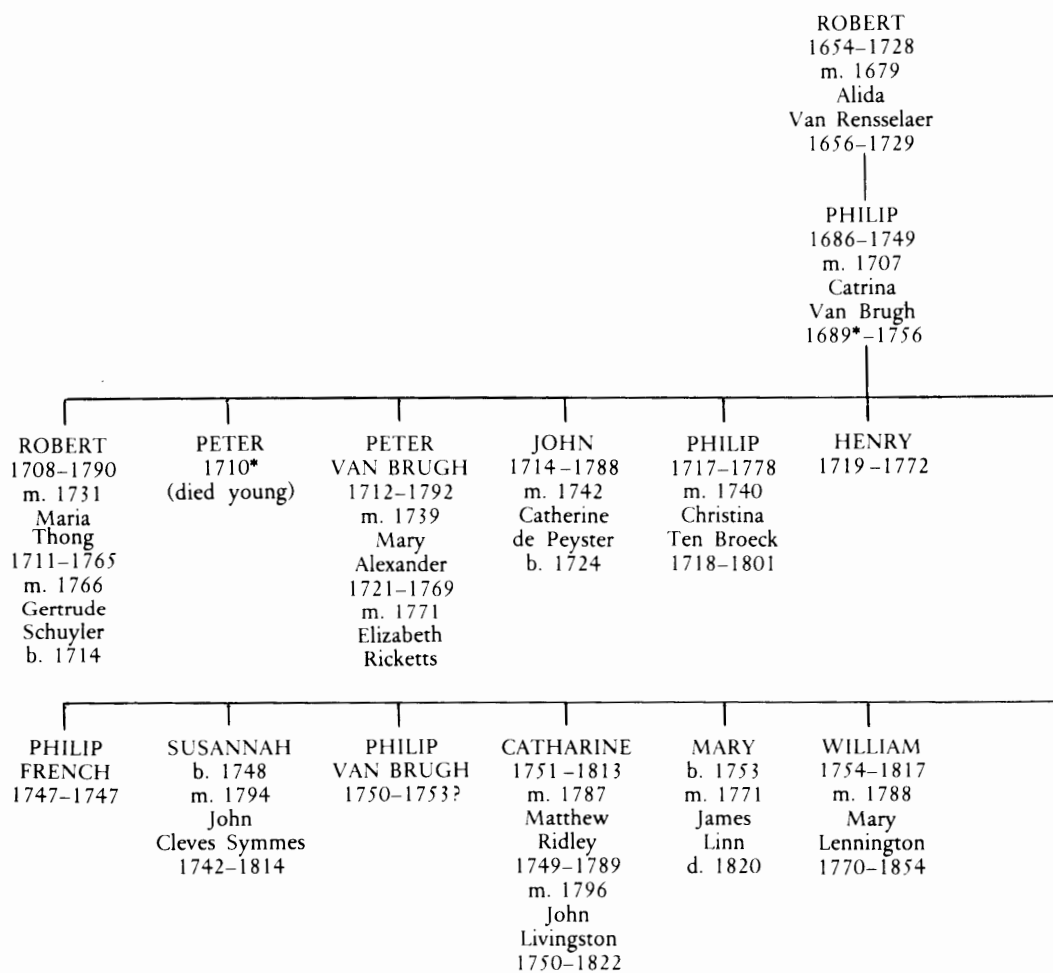 ROBERT
1654–1728
m. 1679
Alida
Van Rensselaer
1656–1729
PHILIP
1686–1749
m. 1707
Catrina
Van Brugh
1689*–1756
ROBERT
1708–1790
m. 1731
Maria
Thong
1711–1765
m. 1766
Gertrude
Schuyler
b. 1714
PETER
1710*
(died young)
PETER
VAN BRUGH
1712–1792
m. 1739
Mary
Alexander
1721–1769
m. 1771
Elizabeth
Ricketts
JOHN
1714–1788
m. 1742
Catherine
de Peyster
b. 1724
PHILIP
1717–1778
m. 1740
Christina
Ten Broeck
1718–1801
HENRY
1719–1772
PHILIP
FRENCH
1747–1747
SUSANNAH
b. 1748
m. 1794
John
Cleves Symmes
1742–1814
PHILIP
VAN BRUGH
1750–1753?
CATHARINE
1751–1813
m. 1787
Matthew
Ridley
1749–1789
m. 1796
John
Livingston
1750–1822
MARY
b. 1753
m. 1771
James
Linn
d. 1820
WILLIAM
1754–1817
m. 1788
Mary
Lennington
1770–1854